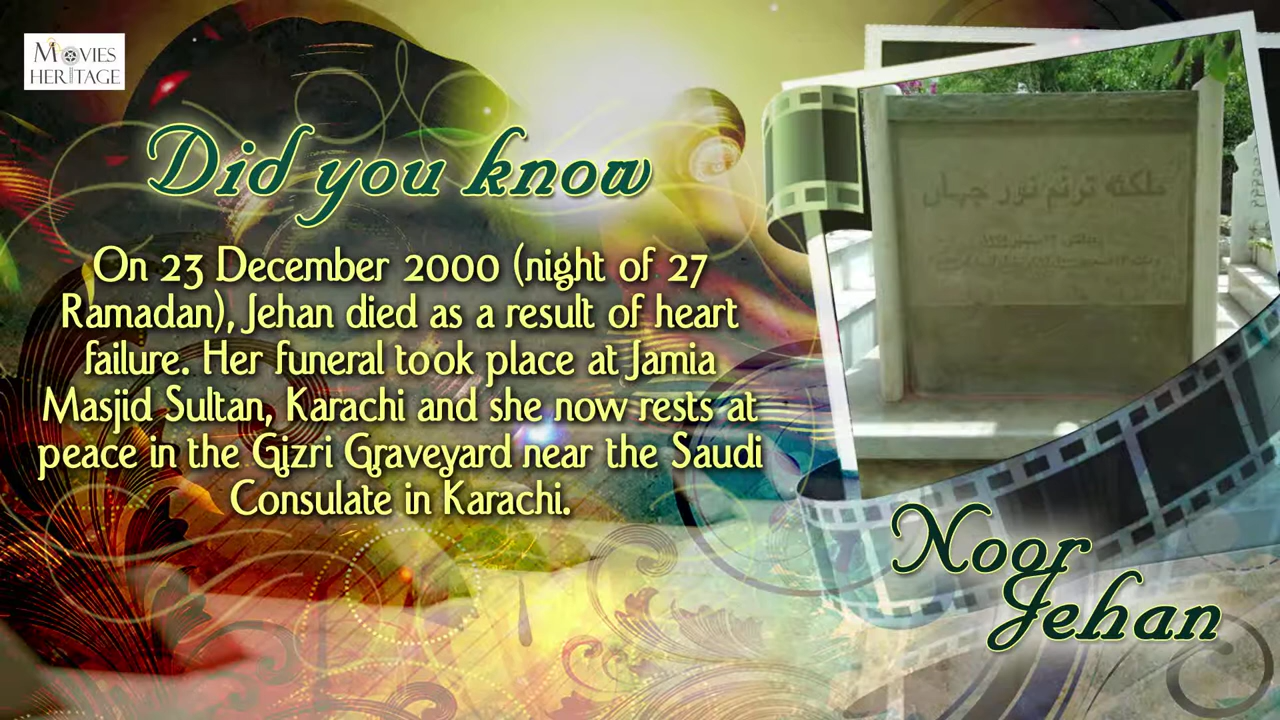 MOVIES
HERITAGE
Did you know
On 23 December 2000 (night of 27
Ramadan), Jehan died as a result of heart
failure. Her funeral took place at Jamia
Masjid Sultan, Karachi and she now rests at
peace in the Gizri Graveyard near the Saudi
Consulate in Karachi.
ملکہ ترنم نور جہاں
Noor
Jehan